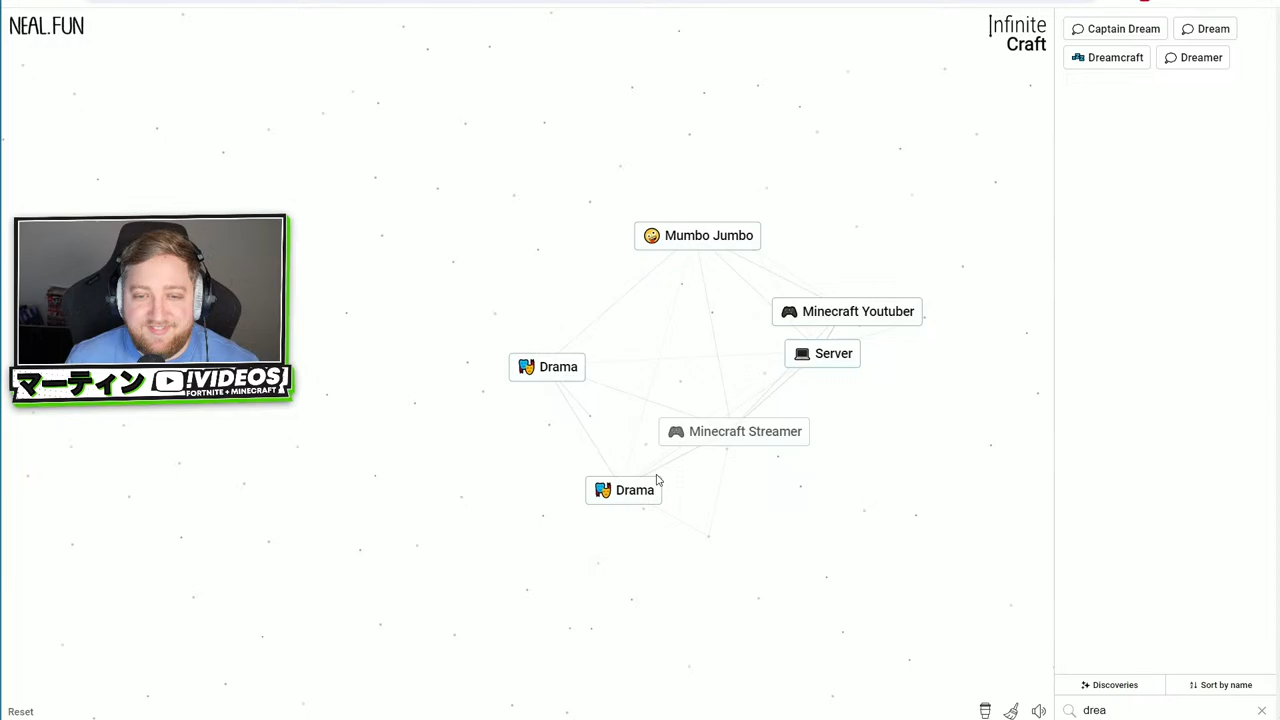 NEAL.FUN
Infinite
Craft
Captain Dream
Dream
Dreamcraft
Dreamer
Mumbo Jumbo
Minecraft Youtuber
Server
Drama
Minecraft Streamer
Drama
マーティン
!VIDEOS
FORTNITE + MINECRAFT
Reset
Discoveries
Sort by name
drea